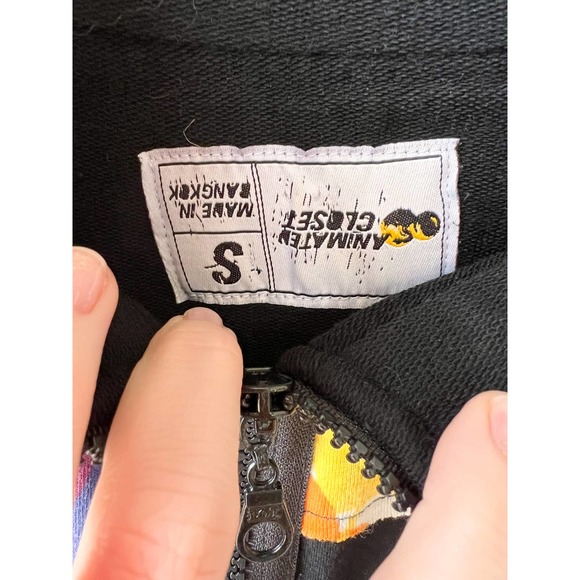 ANIMATED
CLOSET
MADE IN
BANGKOK
S